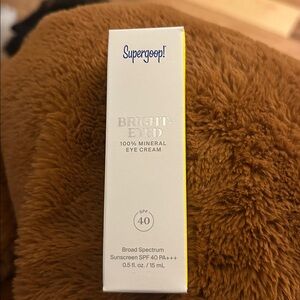 Supergoop!
BRIGHT-
EYED
100% MINERAL
EYE CREAM
SPF
40
Broad Spectrum
Sunscreen SPF 40 PA+++
0.5 fl. oz. / 15 mL